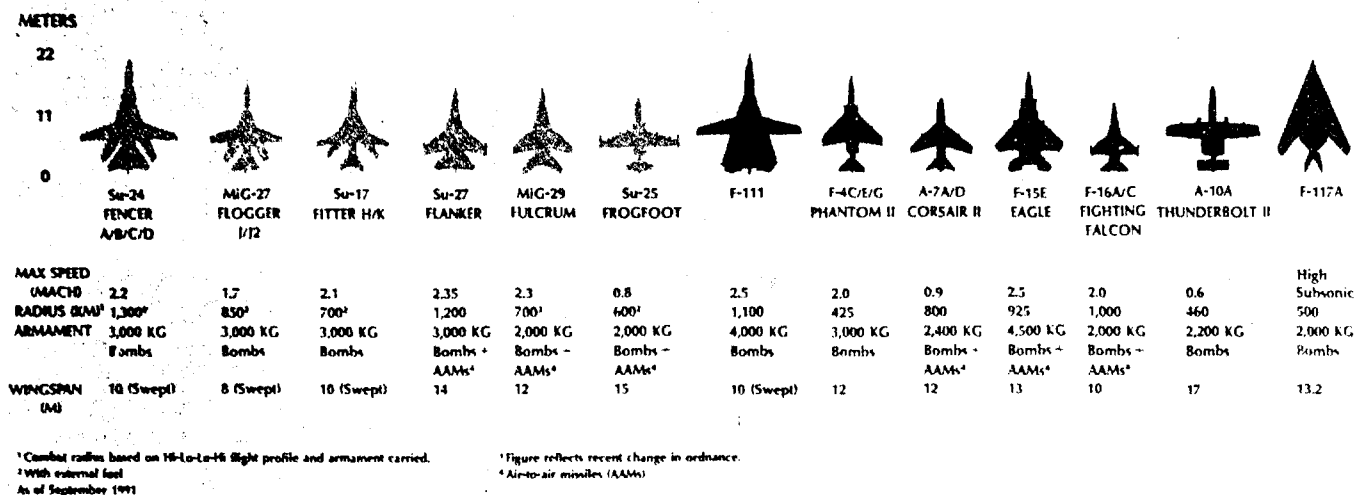 METERS
22
11
0
Su-24 MiG-27 Su-17 Su-27 MiG-29 Su-25 F-111 F-4C/E/G A-7A/D F-15E F-16A/C A-10A F-117A
FENCER FLOGGER FITTER H/K FLANKER FULCRUM FROGFOOT PHANTOM II CORSAIR II EAGLE FIGHTING THUNDERBOLT II
A/B/C/D J/J2 FALCON
MAX SPEED High
(MACH) 2.2 1.7 2.1 2.35 2.3 0.8 2.5 2.0 0.9 2.5 2.0 0.6 Subsonic
RADIUS (KM)¹ 1,300² 850² 700² 1,200 700³ 600³ 1,100 425 800 925 1,000 460 500
ARMAMENT 3,000 KG 3,000 KG 3,000 KG 3,000 KG 2,000 KG 2,000 KG 4,000 KG 3,000 KG 2,400 KG 4,500 KG 2,000 KG 2,200 KG 2,000 KG
Bombs Bombs Bombs Bombs + Bombs + Bombs + Bombs Bombs Bombs + Bombs + Bombs + Bombs Bombs
AAMs⁴ AAMs⁴ AAMs⁴ AAMs⁴ AAMs⁴ AAMs⁴
WINGSPAN 10 (Swept) 8 (Swept) 10 (Swept) 14 12 15 10 (Swept) 12 12 13 10 17 13.2
(M)
¹ Combat radius based on Hi-Lo-Lo-Hi flight profile and armament carried. ³ Figure reflects recent change in ordnance.
² With external fuel ⁴ Air-to-air missiles (AAMs)
As of September 1991